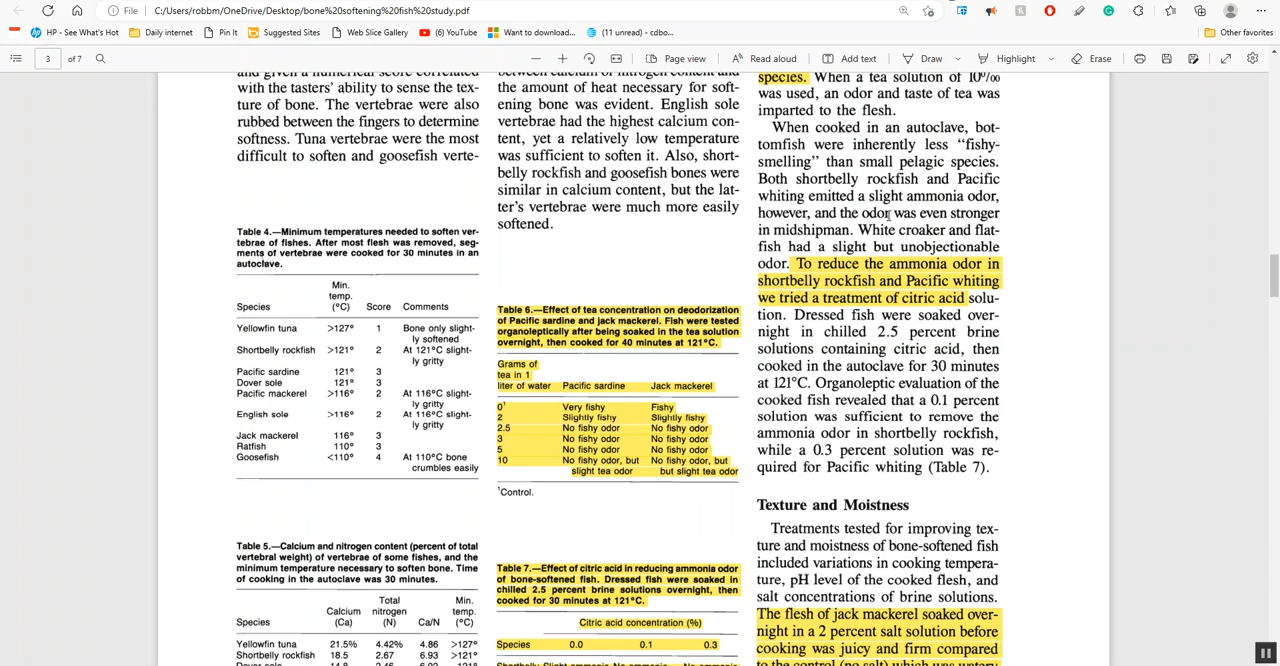 File
C:/Users/robbm/OneDrive/Desktop/bone%20softening%20fish%20study.pdf
HP - See What's Hot
Daily internet
Pin It
Suggested Sites
Web Slice Gallery
(6) YouTube
Want to download...
(11 unread) - cdbo...
Other favorites
3
of 7
Page view
Read aloud
Add text
Draw
Highlight
Erase
and given a numerical score correlated
with the tasters' ability to sense the tex-
ture of bone. The vertebrae were also
rubbed between the fingers to determine
softness. Tuna vertebrae were the most
difficult to soften and goosefish verte-
Table 4.—Minimum temperatures needed to soften ver-
tebrae of fishes. After most flesh was removed, seg-
ments of vertebrae were cooked for 30 minutes in an
autoclave.
Min.
temp.
Species (°C) Score Comments
Yellowfin tuna >127° 1 Bone only slight-
ly softened
Shortbelly rockfish >121° 2 At 121°C slight-
ly gritty
Pacific sardine 121° 3
Dover sole 121° 3
Pacific mackerel >116° 2 At 116°C slight-
ly gritty
English sole >116° 2 At 116°C slight-
ly gritty
Jack mackerel 116° 3
Ratfish 110° 3
Goosefish <110° 4 At 110°C bone
crumbles easily
Table 5.—Calcium and nitrogen content (percent of total
vertebral weight) of vertebrae of some fishes, and the
minimum temperature necessary to soften bone. Time
of cooking in the autoclave was 30 minutes.
Total Min.
Calcium nitrogen temp.
Species (Ca) (N) Ca/N (°C)
Yellowfin tuna 21.5% 4.42% 4.86 >127°
Shortbelly rockfish 18.5 2.67 6.93 >121°
between calcium or nitrogen content and
the amount of heat necessary for soft-
ening bone was evident. English sole
vertebrae had the highest calcium con-
tent, yet a relatively low temperature
was sufficient to soften it. Also, short-
belly rockfish and goosefish bones were
similar in calcium content, but the lat-
ter's vertebrae were much more easily
softened.
Table 6.—Effect of tea concentration on deodorization
of Pacific sardine and jack mackerel. Fish were tested
organoleptically after being soaked in the tea solution
overnight, then cooked for 40 minutes at 121°C.
Grams of
tea in 1
liter of water Pacific sardine Jack mackerel
0¹ Very fishy Fishy
2 Slightly fishy Slightly fishy
2.5 No fishy odor No fishy odor
3 No fishy odor No fishy odor
5 No fishy odor No fishy odor
10 No fishy odor, but No fishy odor, but
slight tea odor but slight tea odor
¹Control.
Table 7.—Effect of citric acid in reducing ammonia odor
of bone-softened fish. Dressed fish were soaked in
chilled 2.5 percent brine solutions overnight, then
cooked for 30 minutes at 121°C.
Citric acid concentration (%)
Species 0.0 0.1 0.3
species. When a tea solution of 10⁰/₀₀
was used, an odor and taste of tea was
imparted to the flesh.
When cooked in an autoclave, bot-
tomfish were inherently less "fishy-
smelling" than small pelagic species.
Both shortbelly rockfish and Pacific
whiting emitted a slight ammonia odor,
however, and the odor was even stronger
in midshipman. White croaker and flat-
fish had a slight but unobjectionable
odor. To reduce the ammonia odor in
shortbelly rockfish and Pacific whiting
we tried a treatment of citric acid solu-
tion. Dressed fish were soaked over-
night in chilled 2.5 percent brine
solutions containing citric acid, then
cooked in the autoclave for 30 minutes
at 121°C. Organoleptic evaluation of the
cooked fish revealed that a 0.1 percent
solution was sufficient to remove the
ammonia odor in shortbelly rockfish,
while a 0.3 percent solution was re-
quired for Pacific whiting (Table 7).
Texture and Moistness
Treatments tested for improving tex-
ture and moistness of bone-softened fish
included variations in cooking tempera-
ture, pH level of the cooked flesh, and
salt concentrations of brine solutions.
The flesh of jack mackerel soaked over-
night in a 2 percent salt solution before
cooking was juicy and firm compared
to the control (no salt) which was watery